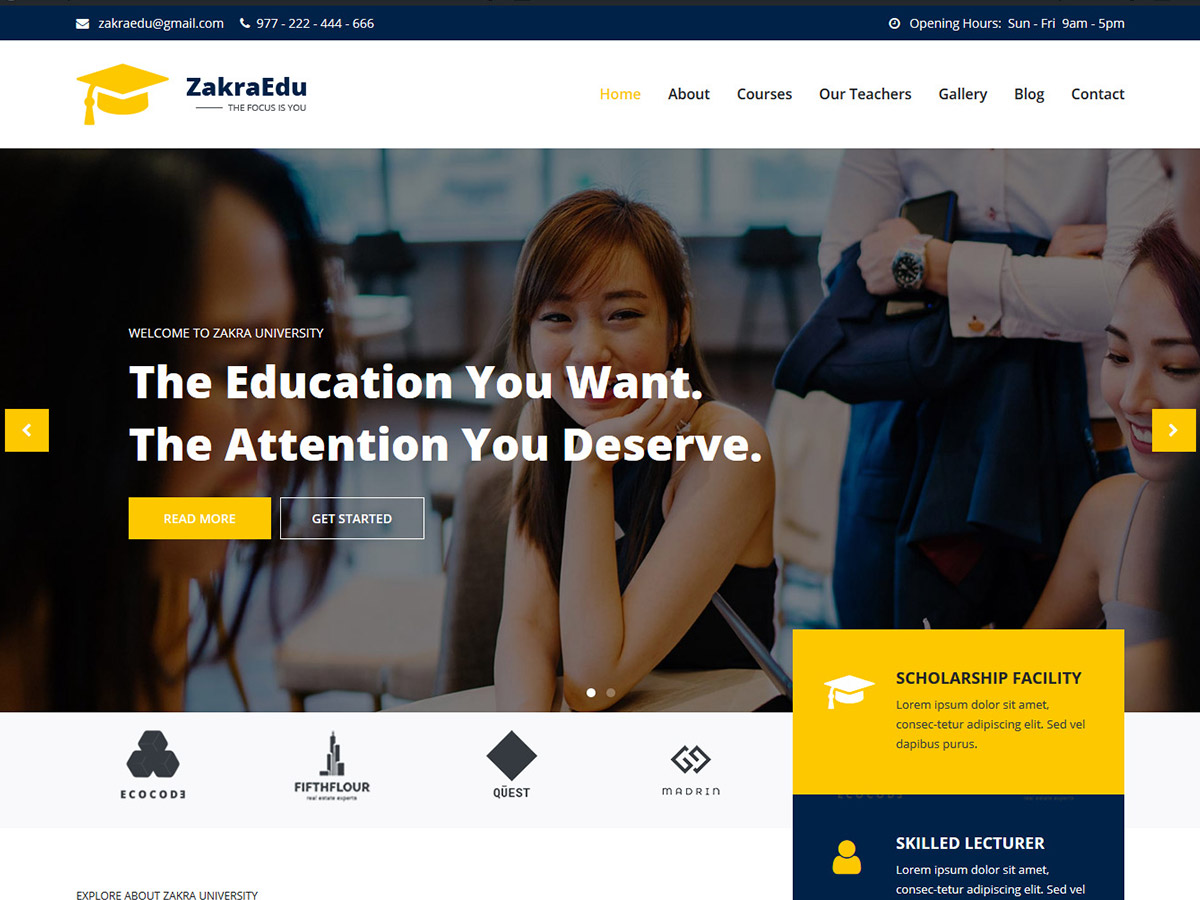 zakraedu@gmail.com 977 - 222 - 444 - 666 Opening Hours: Sun - Fri 9am - 5pm
ZakraEdu
THE FOCUS IS YOU
Home About Courses Our Teachers Gallery Blog Contact
WELCOME TO ZAKRA UNIVERSITY
The Education You Want.
The Attention You Deserve.
READ MORE GET STARTED
SCHOLARSHIP FACILITY
Lorem ipsum dolor sit amet,
consec-tetur adipiscing elit. Sed vel
dapibus purus.
ECOCODE
FIFTHFLOUR
real estate experts
QÜEST
MADRIN
SKILLED LECTURER
Lorem ipsum dolor sit amet,
consec-tetur adipiscing elit. Sed vel
EXPLORE ABOUT ZAKRA UNIVERSITY